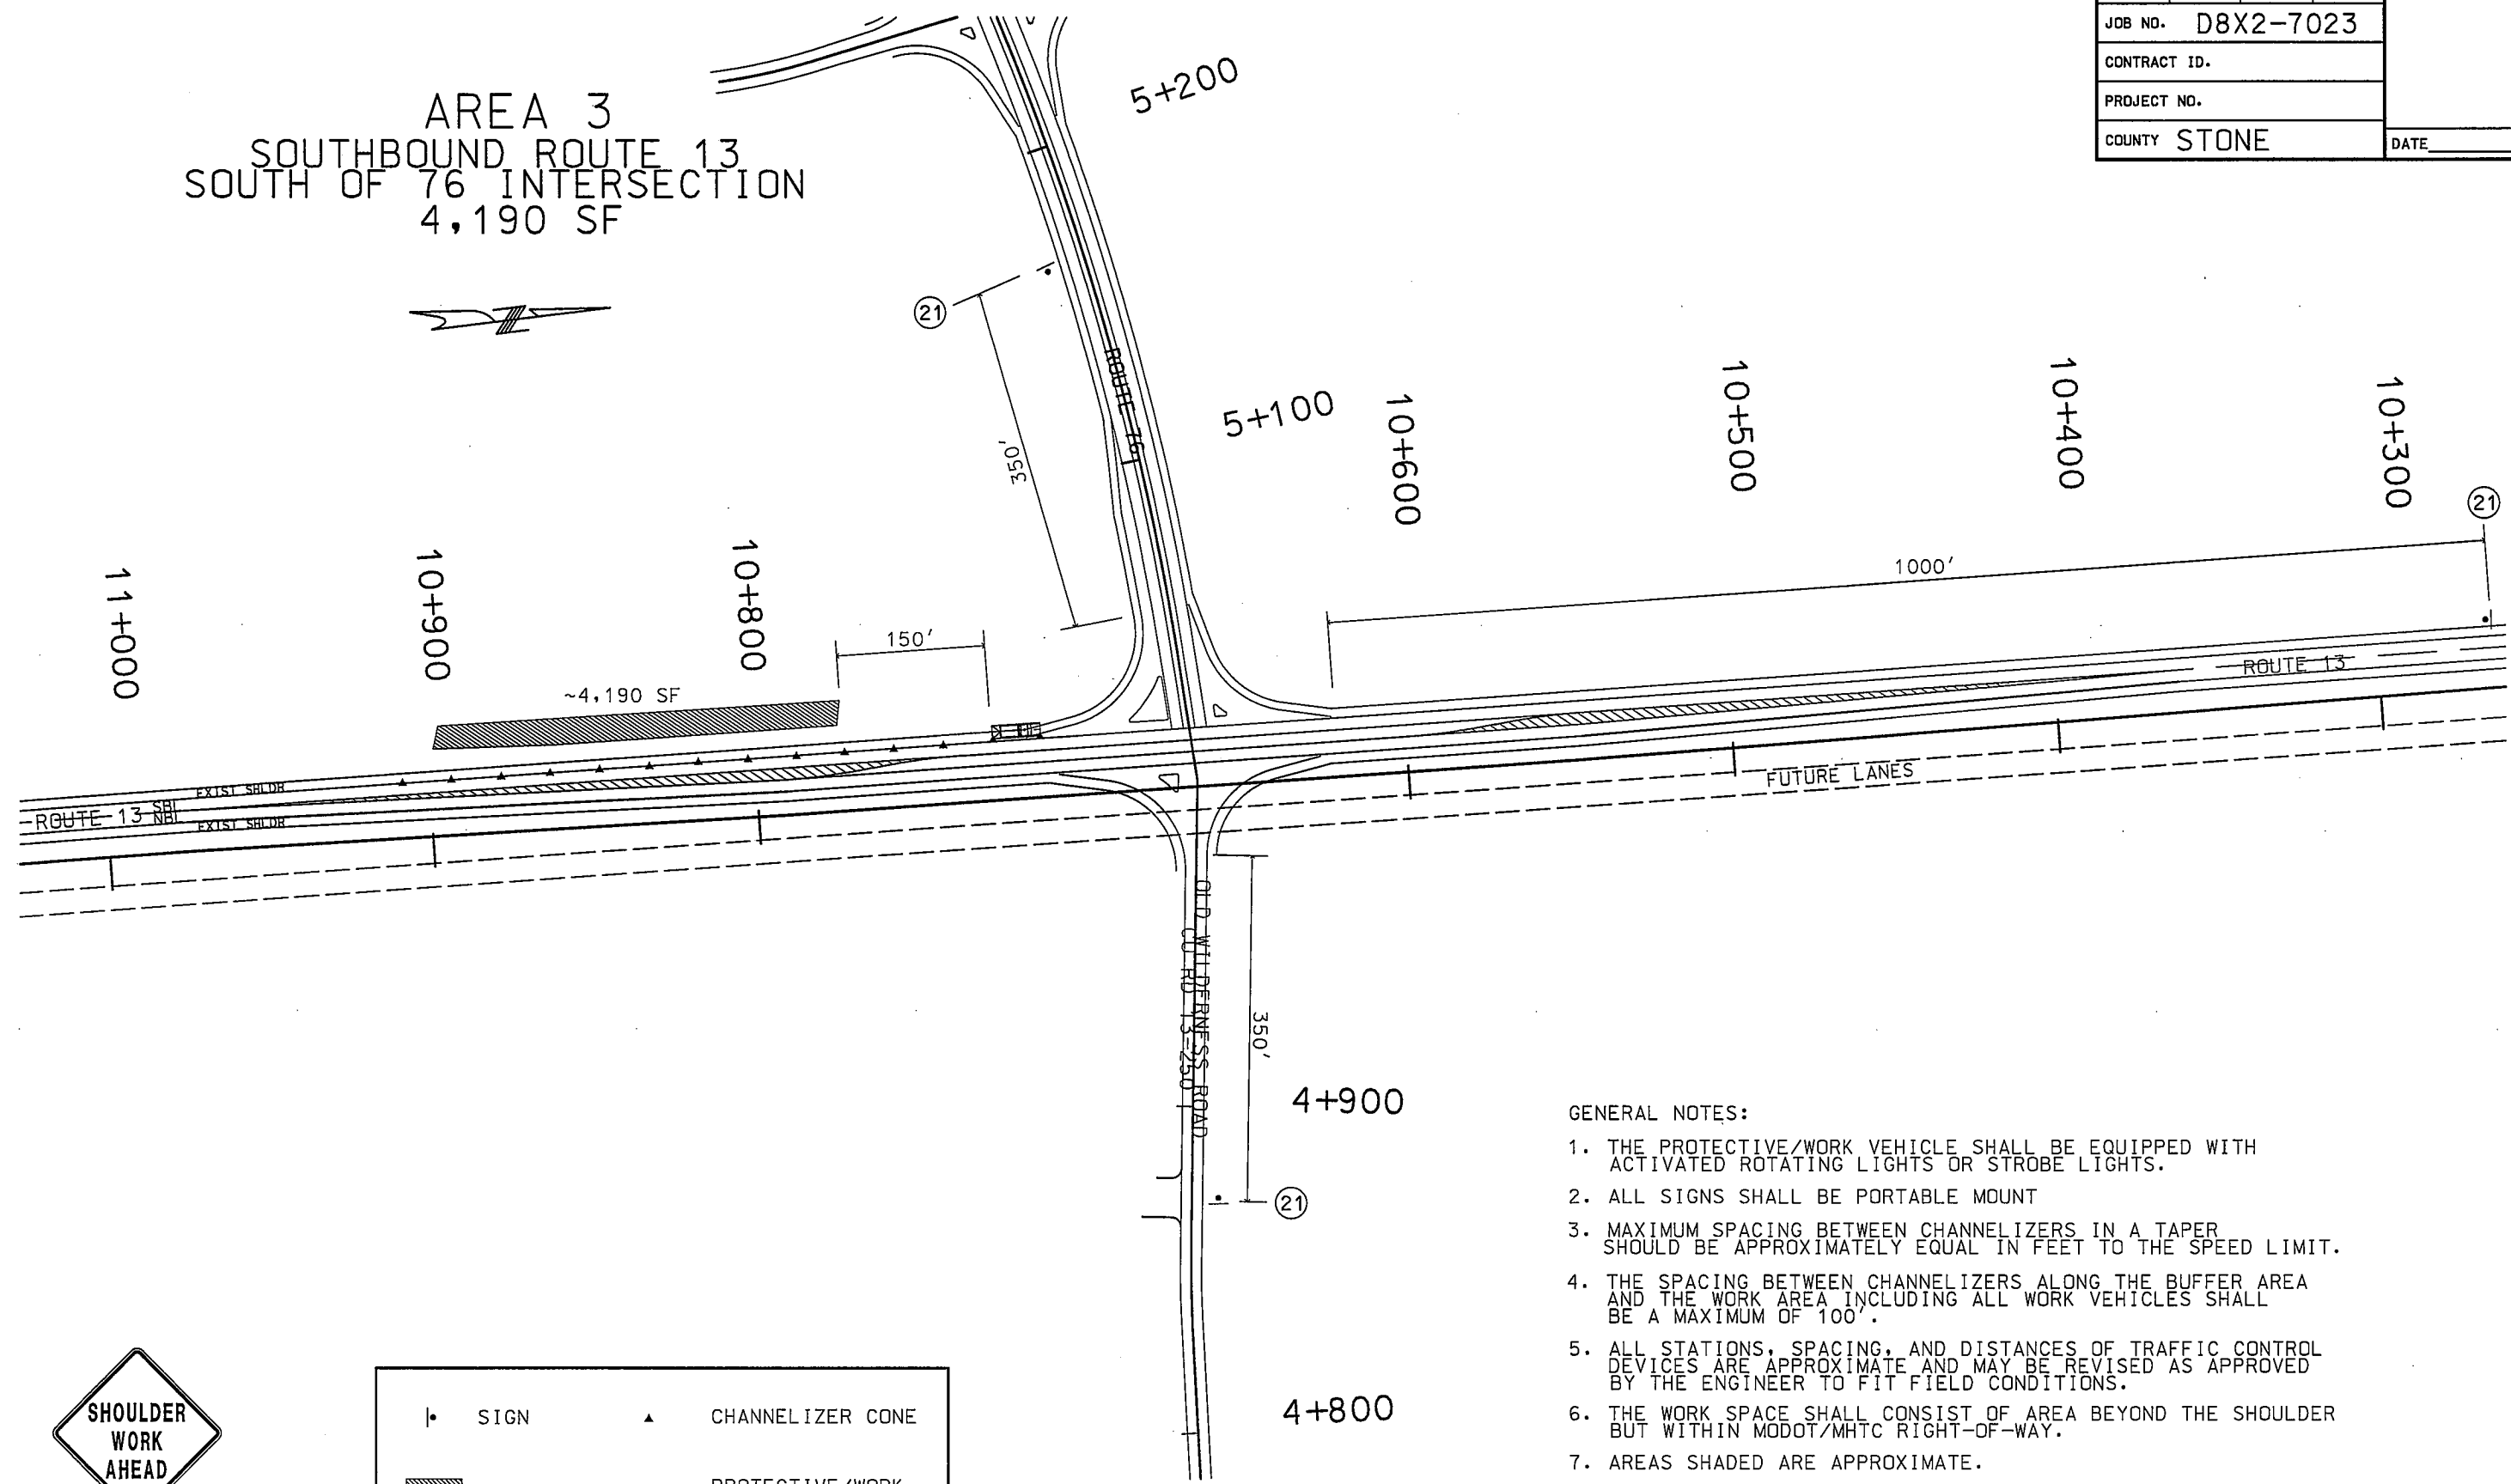 JOB NO. D8X2-7023
CONTRACT ID.
PROJECT NO.
COUNTY STONE
DATE
AREA 3
SOUTHBOUND ROUTE 13
SOUTH OF 76 INTERSECTION
4,190 SF
5+200
21
ROUTE 76
350'
5+100
10+600
10+500
10+400
10+300
21
1000'
11+000
10+900
10+800
150'
~4,190 SF
ROUTE 13
EXIST SHLDR
ROUTE 13 SBL
NBL
EXIST SHLDR
FUTURE LANES
OLD WILDERNESS ROAD
CO RD 13-250
350'
4+900
21
4+800
GENERAL NOTES:
1. THE PROTECTIVE/WORK VEHICLE SHALL BE EQUIPPED WITH
ACTIVATED ROTATING LIGHTS OR STROBE LIGHTS.
2. ALL SIGNS SHALL BE PORTABLE MOUNT
3. MAXIMUM SPACING BETWEEN CHANNELIZERS IN A TAPER
SHOULD BE APPROXIMATELY EQUAL IN FEET TO THE SPEED LIMIT.
4. THE SPACING BETWEEN CHANNELIZERS ALONG THE BUFFER AREA
AND THE WORK AREA INCLUDING ALL WORK VEHICLES SHALL
BE A MAXIMUM OF 100'.
5. ALL STATIONS, SPACING, AND DISTANCES OF TRAFFIC CONTROL
DEVICES ARE APPROXIMATE AND MAY BE REVISED AS APPROVED
BY THE ENGINEER TO FIT FIELD CONDITIONS.
6. THE WORK SPACE SHALL CONSIST OF AREA BEYOND THE SHOULDER
BUT WITHIN MODOT/MHTC RIGHT-OF-WAY.
7. AREAS SHADED ARE APPROXIMATE.
SHOULDER
WORK
AHEAD
SIGN
CHANNELIZER CONE
PROTECTIVE/WORK